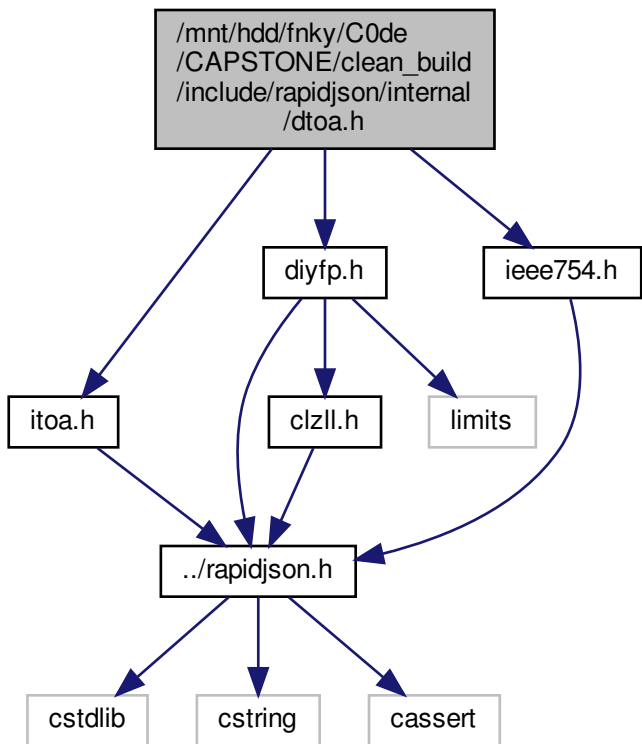 /mnt/hdd/fnky/C0de
/CAPSTONE/clean_build
/include/rapidjson/internal
/dtoa.h
diyfp.h
ieee754.h
itoa.h
clzll.h
limits
../rapidjson.h
cstdlib
cstring
cassert